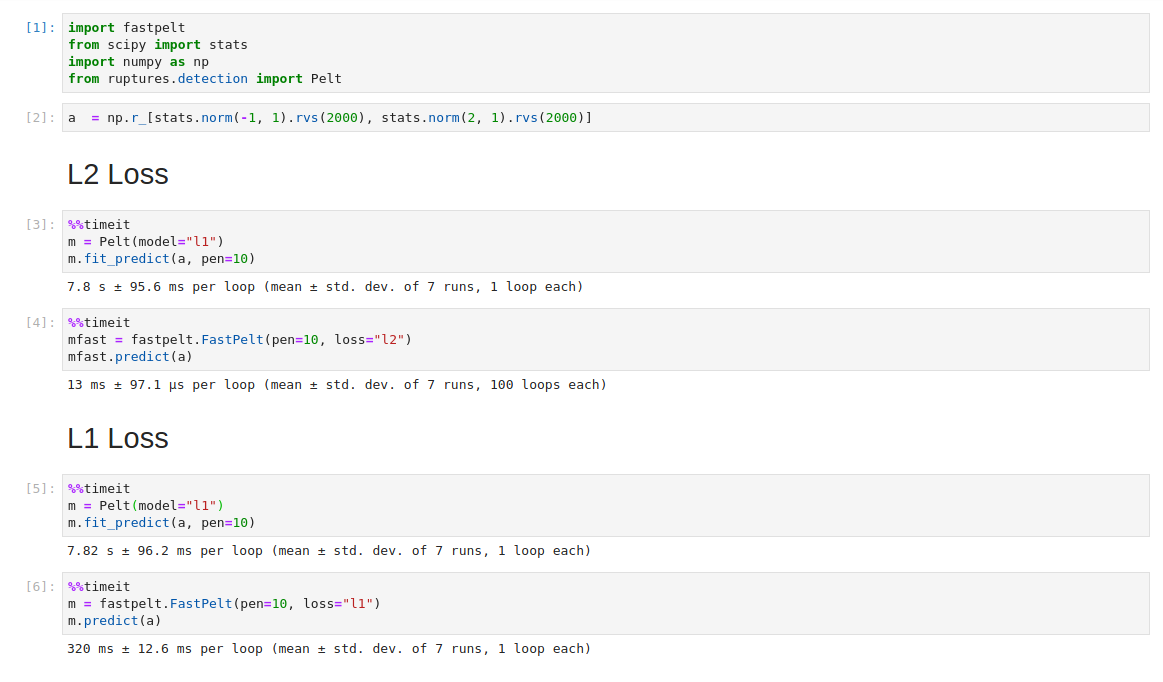 [1]: import fastpelt
from scipy import stats
import numpy as np
from ruptures.detection import Pelt
[2]: a  = np.r_[stats.norm(-1, 1).rvs(2000), stats.norm(2, 1).rvs(2000)]
L2 Loss
[3]: %%timeit
m = Pelt(model="l1")
m.fit_predict(a, pen=10)
7.8 s ± 95.6 ms per loop (mean ± std. dev. of 7 runs, 1 loop each)
[4]: %%timeit
mfast = fastpelt.FastPelt(pen=10, loss="l2")
mfast.predict(a)
13 ms ± 97.1 µs per loop (mean ± std. dev. of 7 runs, 100 loops each)
L1 Loss
[5]: %%timeit
m = Pelt(model="l1")
m.fit_predict(a, pen=10)
7.82 s ± 96.2 ms per loop (mean ± std. dev. of 7 runs, 1 loop each)
[6]: %%timeit
m = fastpelt.FastPelt(pen=10, loss="l1")
m.predict(a)
320 ms ± 12.6 ms per loop (mean ± std. dev. of 7 runs, 1 loop each)